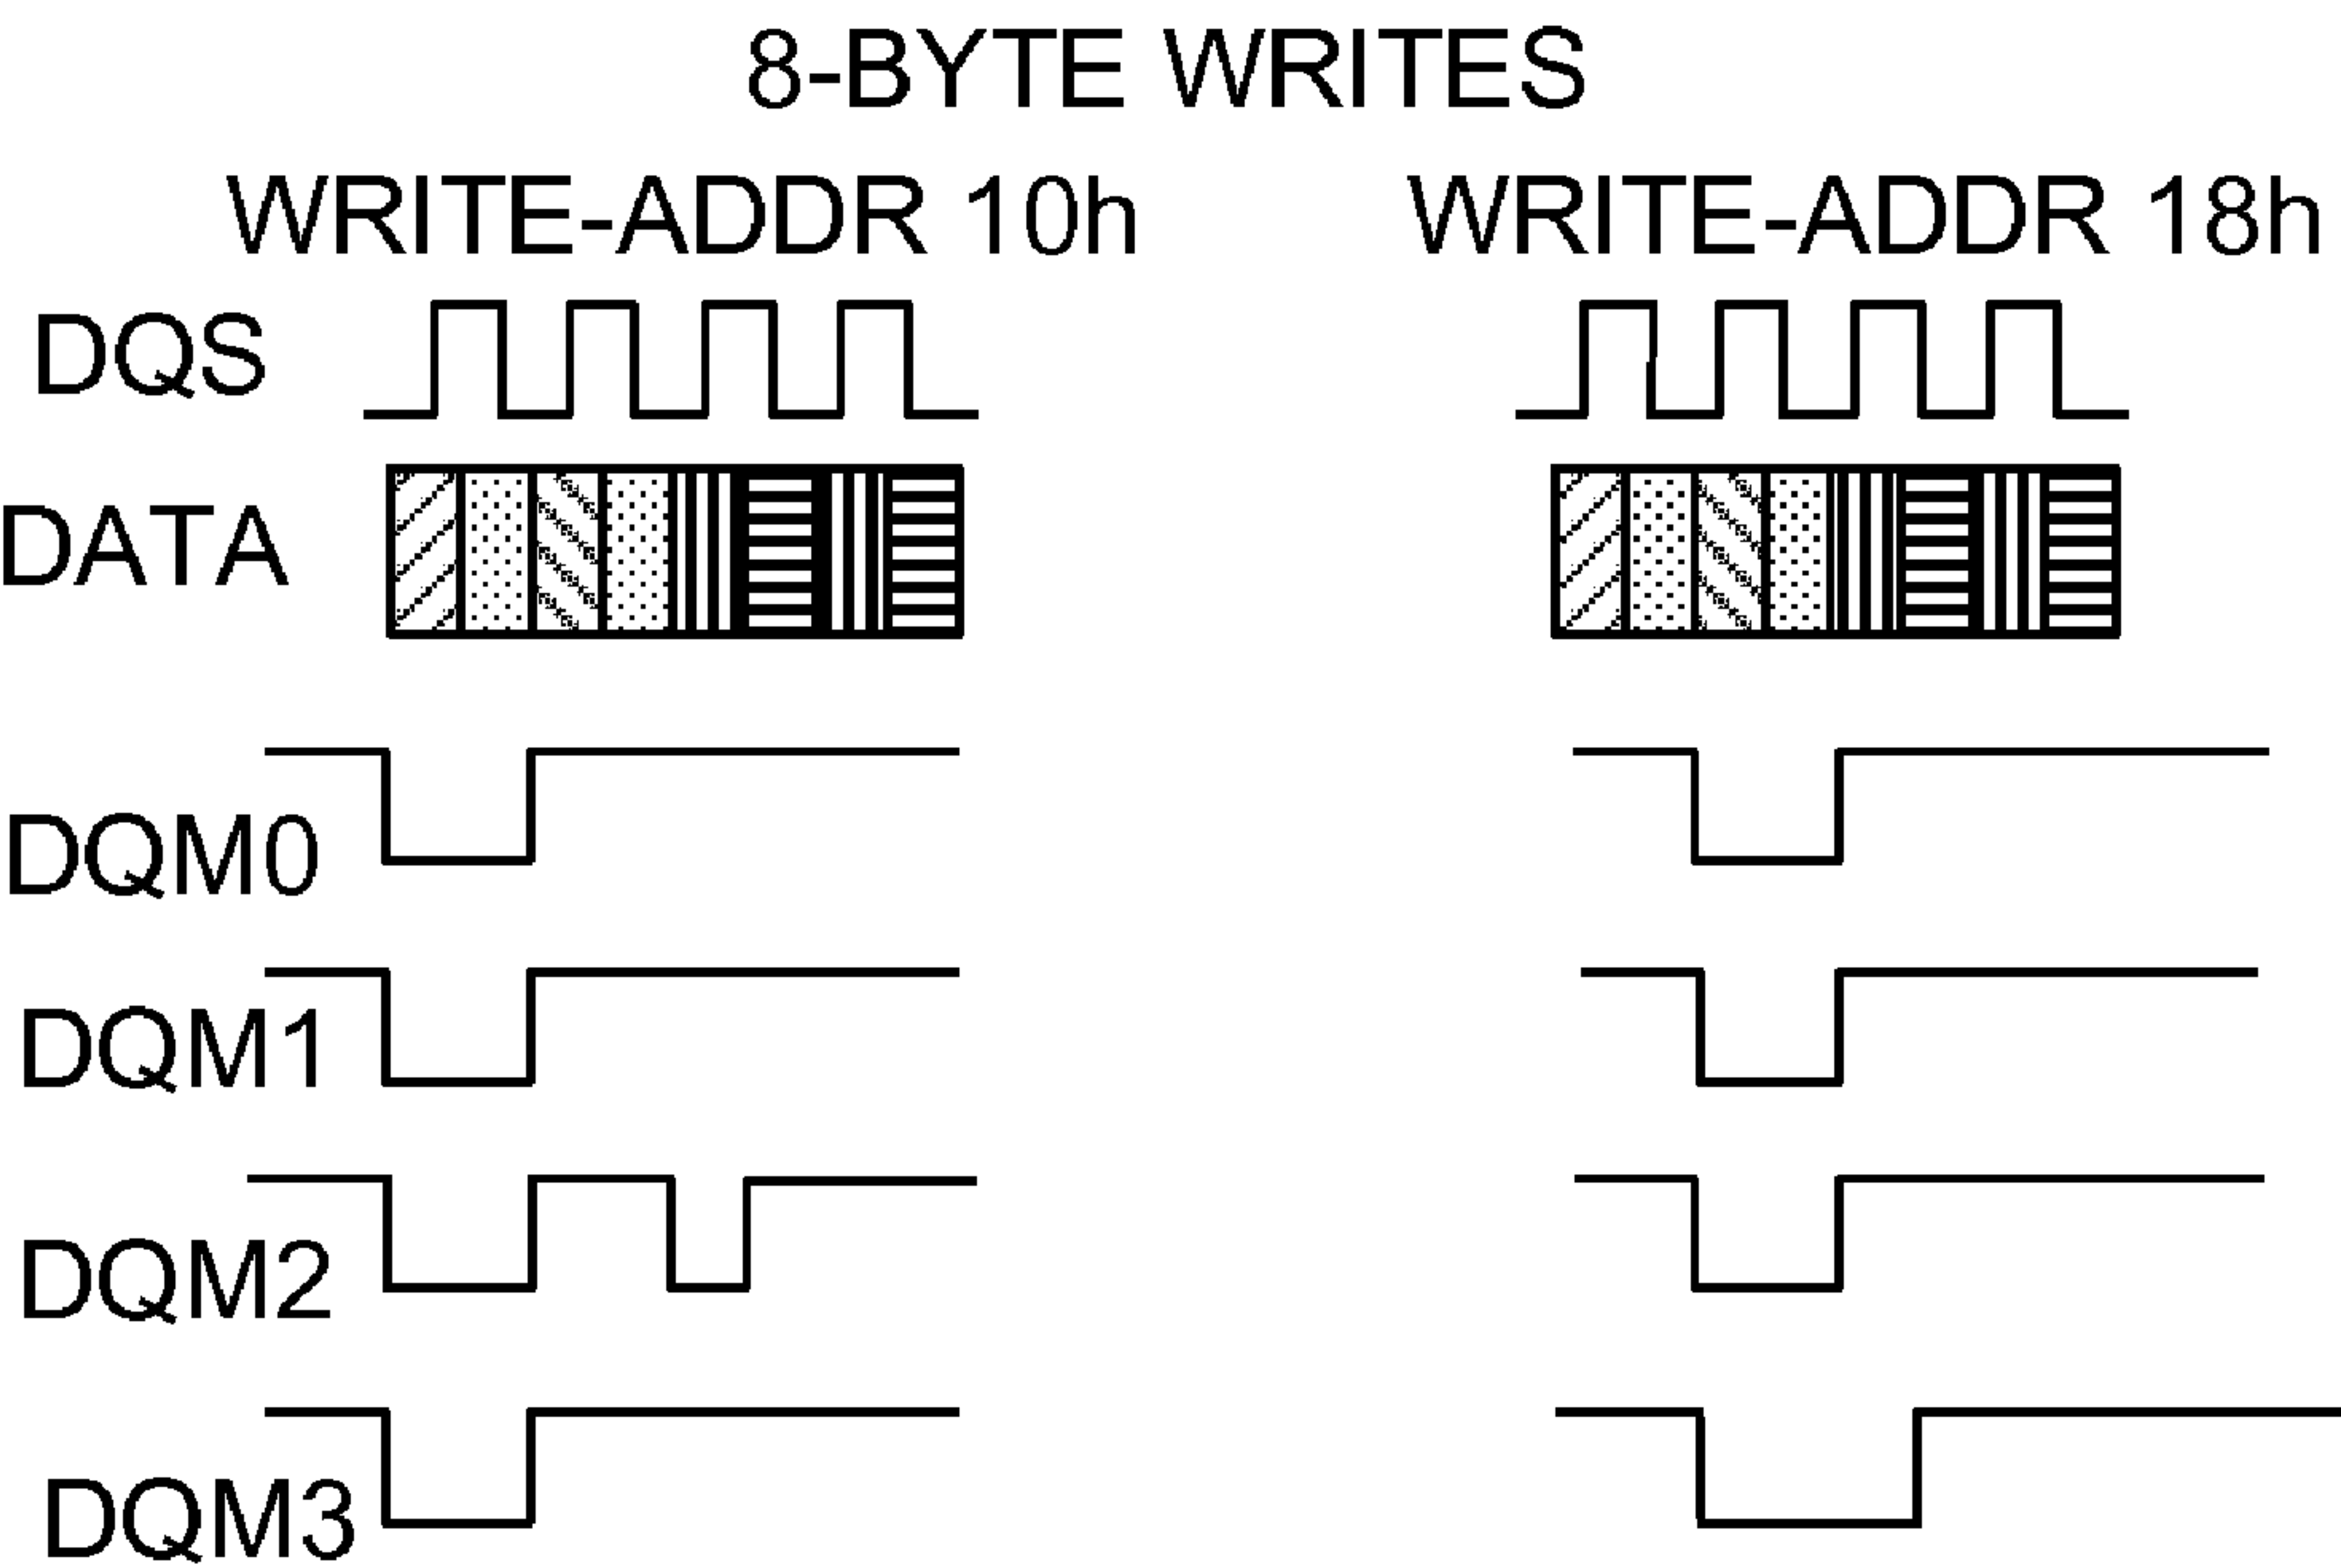 8-BYTE WRITES
WRITE-ADDR 10h WRITE-ADDR 18h
DQS
DATA
DQM0
DQM1
DQM2
DQM3